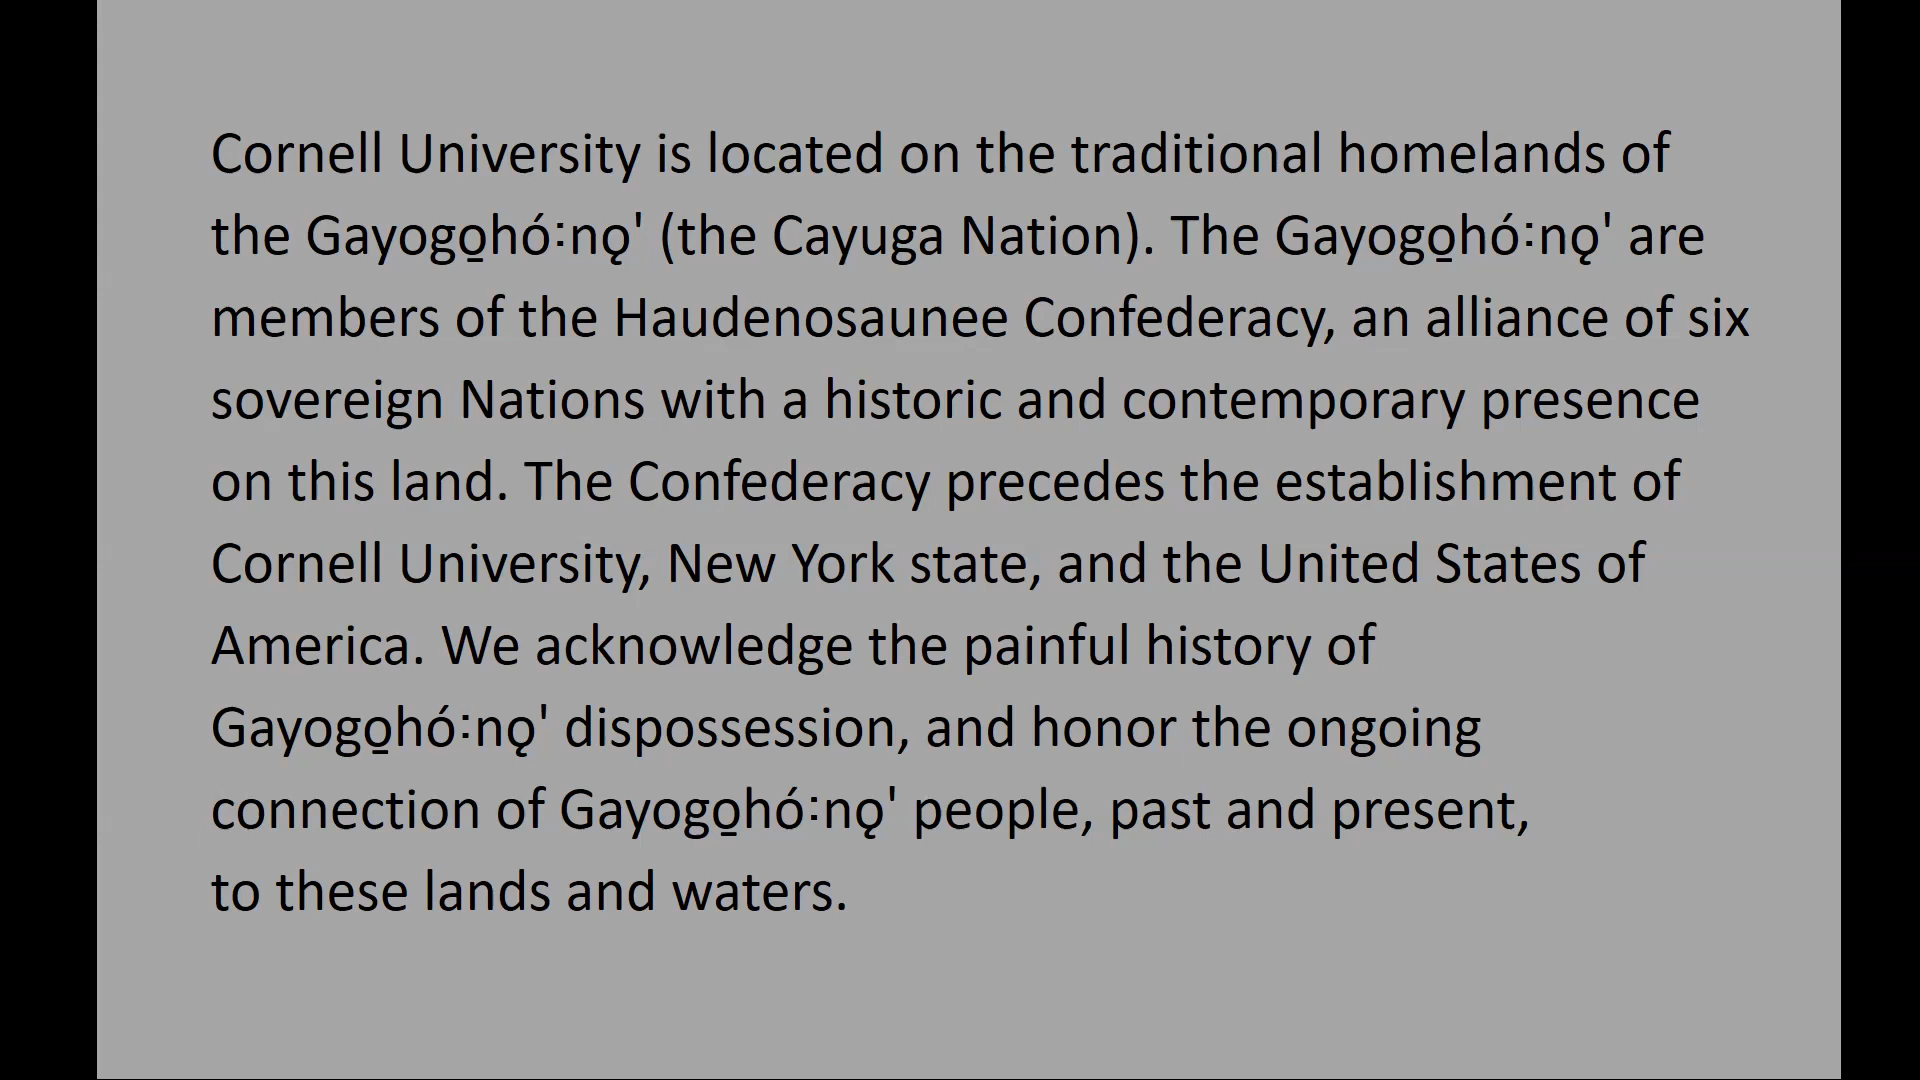 Cornell University is located on the traditional homelands of
the Gayogo̱hó꞉nǫ' (the Cayuga Nation). The Gayogo̱hó꞉nǫ' are
members of the Haudenosaunee Confederacy, an alliance of six
sovereign Nations with a historic and contemporary presence
on this land. The Confederacy precedes the establishment of
Cornell University, New York state, and the United States of
America. We acknowledge the painful history of
Gayogo̱hó꞉nǫ' dispossession, and honor the ongoing
connection of Gayogo̱hó꞉nǫ' people, past and present,
to these lands and waters.